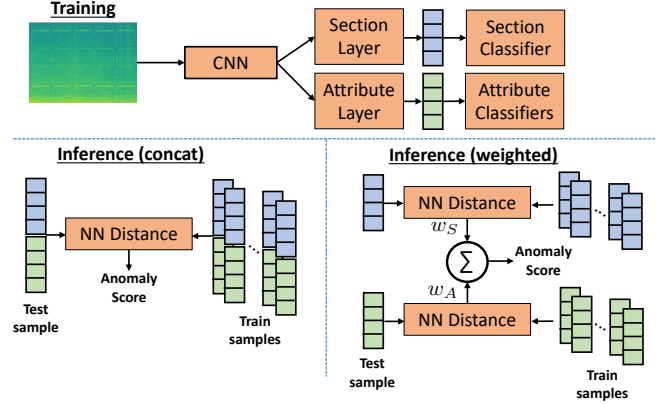 Training
CNN
Section
Layer
Section
Classifier
Attribute
Layer
Attribute
Classifiers
Inference (concat)
NN Distance
Anomaly
Score
Test
sample
Train
samples
Inference (weighted)
NN Distance
w_S
∑
Anomaly
Score
w_A
NN Distance
Test
sample
Train
samples